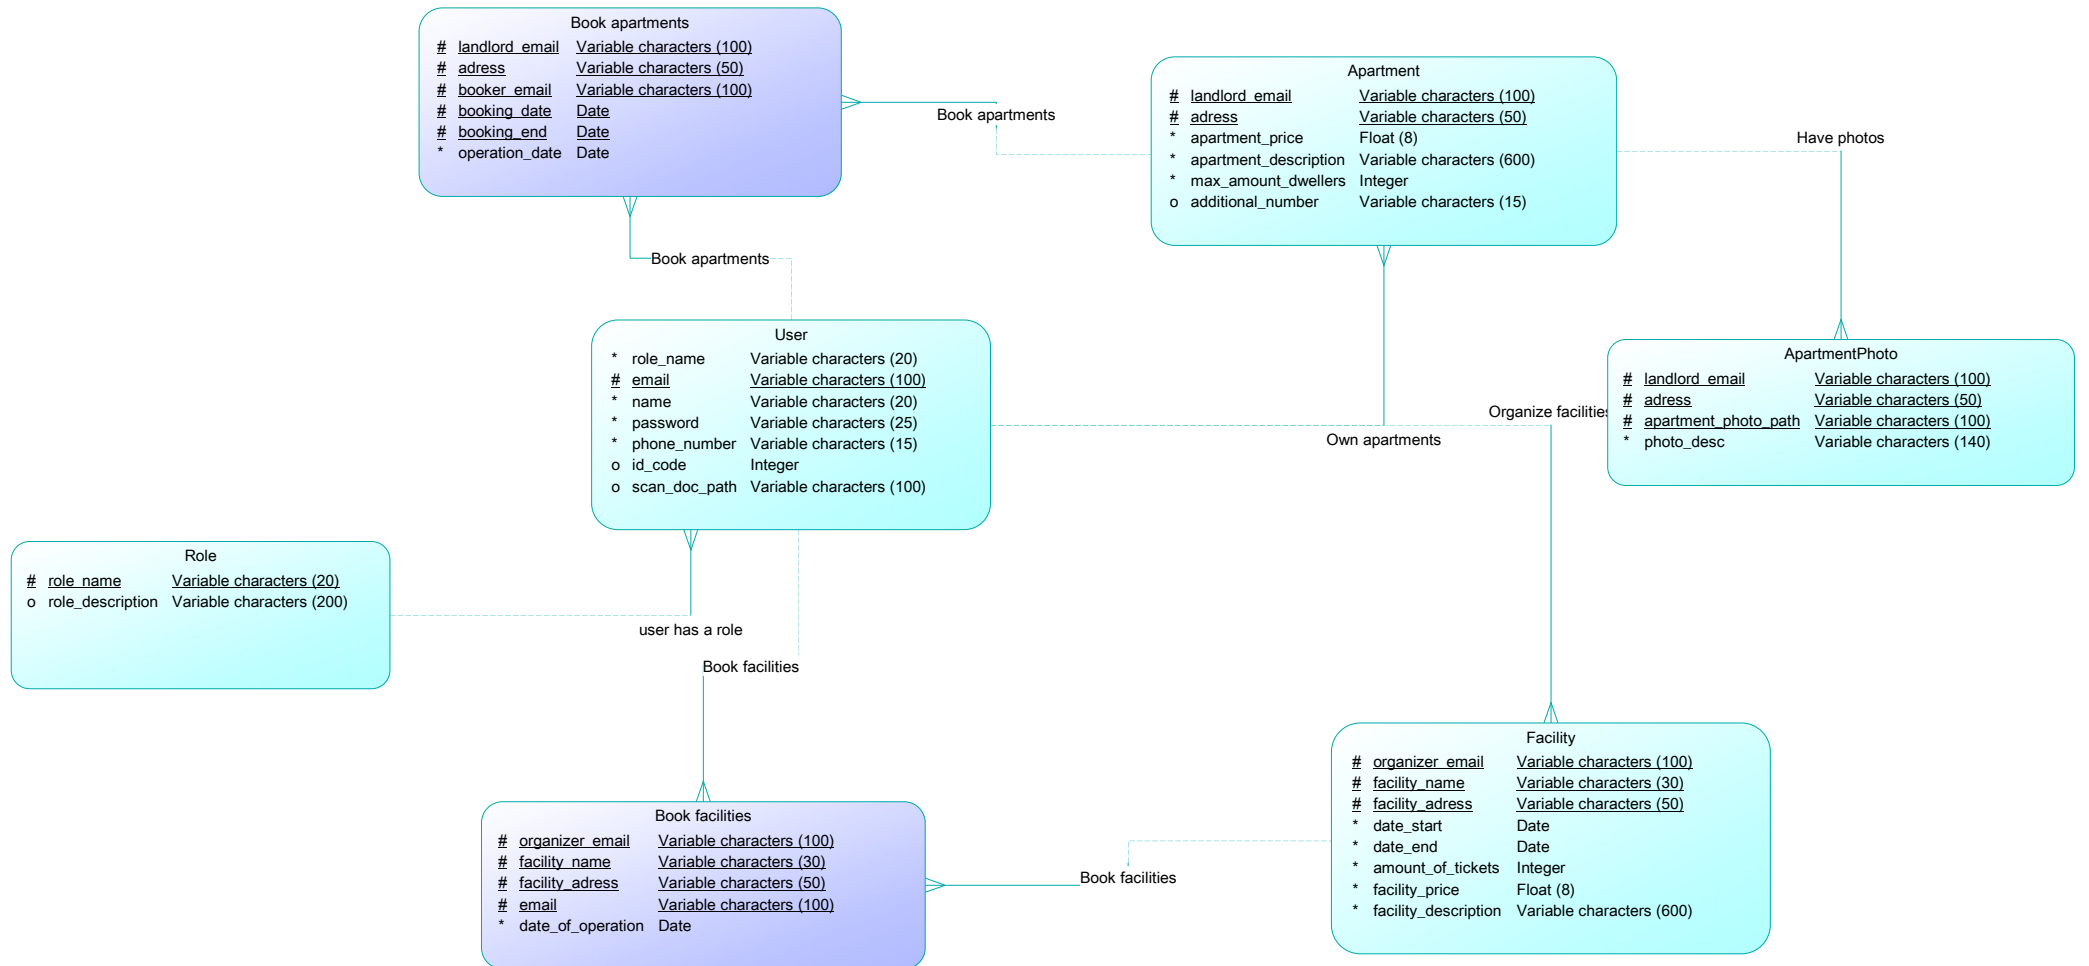 Book apartments
# landlord_email Variable characters (100)
# adress Variable characters (50)
# booker_email Variable characters (100)
# booking_date Date
# booking_end Date
* operation_date Date
Apartment
# landlord_email Variable characters (100)
# adress Variable characters (50)
* apartment_price Float (8)
* apartment_description Variable characters (600)
* max_amount_dwellers Integer
o additional_number Variable characters (15)
Book apartments
Have photos
Book apartments
User
* role_name Variable characters (20)
# email Variable characters (100)
* name Variable characters (20)
* password Variable characters (25)
* phone_number Variable characters (15)
o id_code Integer
o scan_doc_path Variable characters (100)
ApartmentPhoto
# landlord_email Variable characters (100)
# adress Variable characters (50)
# apartment_photo_path Variable characters (100)
* photo_desc Variable characters (140)
Organize facilities
Own apartments
Role
# role_name Variable characters (20)
o role_description Variable characters (200)
user has a role
Book facilities
Facility
# organizer_email Variable characters (100)
# facility_name Variable characters (30)
# facility_adress Variable characters (50)
* date_start Date
* date_end Date
* amount_of_tickets Integer
* facility_price Float (8)
* facility_description Variable characters (600)
Book facilities
# organizer_email Variable characters (100)
# facility_name Variable characters (30)
# facility_adress Variable characters (50)
# email Variable characters (100)
* date_of_operation Date
Book facilities